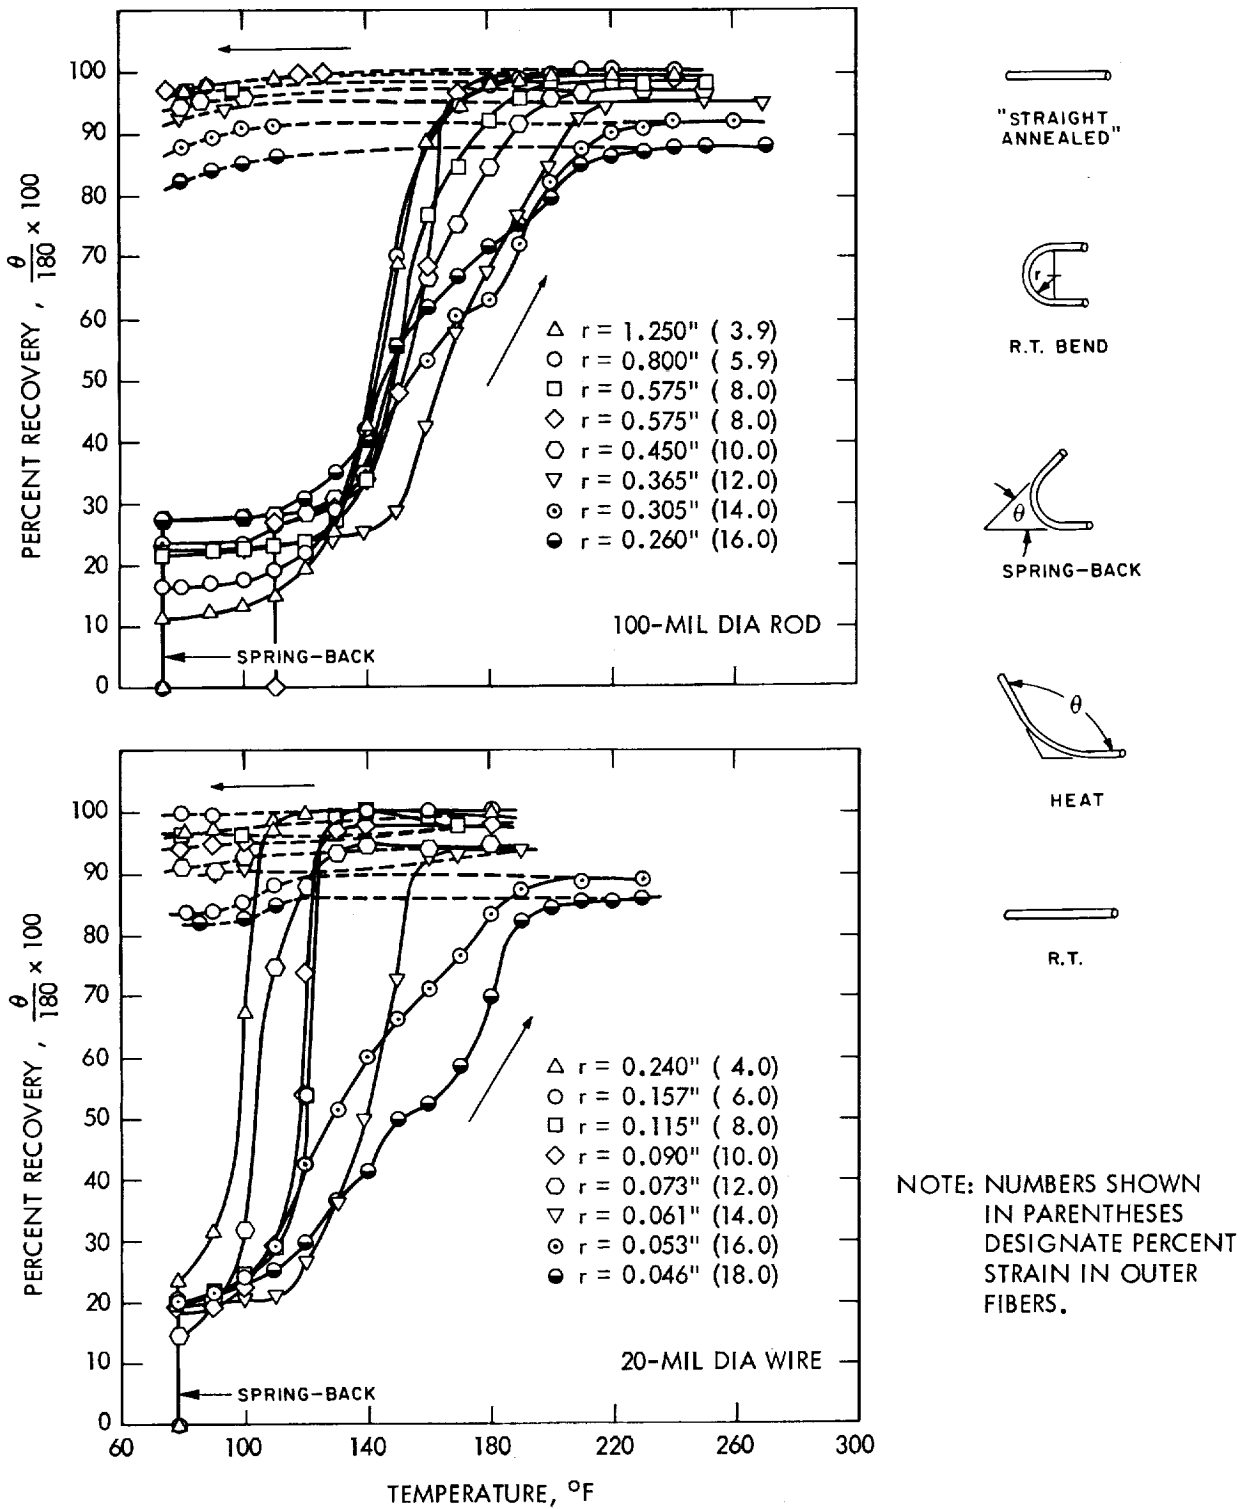 PERCENT RECOVERY, θ/180 × 100
100
90
80
70
60
50
40
30
20
10
0
△ r = 1.250" ( 3.9)
○ r = 0.800" ( 5.9)
□ r = 0.575" ( 8.0)
◇ r = 0.575" ( 8.0)
⬡ r = 0.450" (10.0)
▽ r = 0.365" (12.0)
⊙ r = 0.305" (14.0)
◒ r = 0.260" (16.0)
100-MIL DIA ROD
SPRING-BACK
"STRAIGHT
ANNEALED"
r
R.T. BEND
θ
SPRING-BACK
θ
HEAT
R.T.
PERCENT RECOVERY, θ/180 × 100
100
90
80
70
60
50
40
30
20
10
0
△ r = 0.240" ( 4.0)
○ r = 0.157" ( 6.0)
□ r = 0.115" ( 8.0)
◇ r = 0.090" (10.0)
⬡ r = 0.073" (12.0)
▽ r = 0.061" (14.0)
⊙ r = 0.053" (16.0)
◒ r = 0.046" (18.0)
20-MIL DIA WIRE
SPRING-BACK
60 100 140 180 220 260 300
TEMPERATURE, °F
NOTE: NUMBERS SHOWN
IN PARENTHESES
DESIGNATE PERCENT
STRAIN IN OUTER
FIBERS.